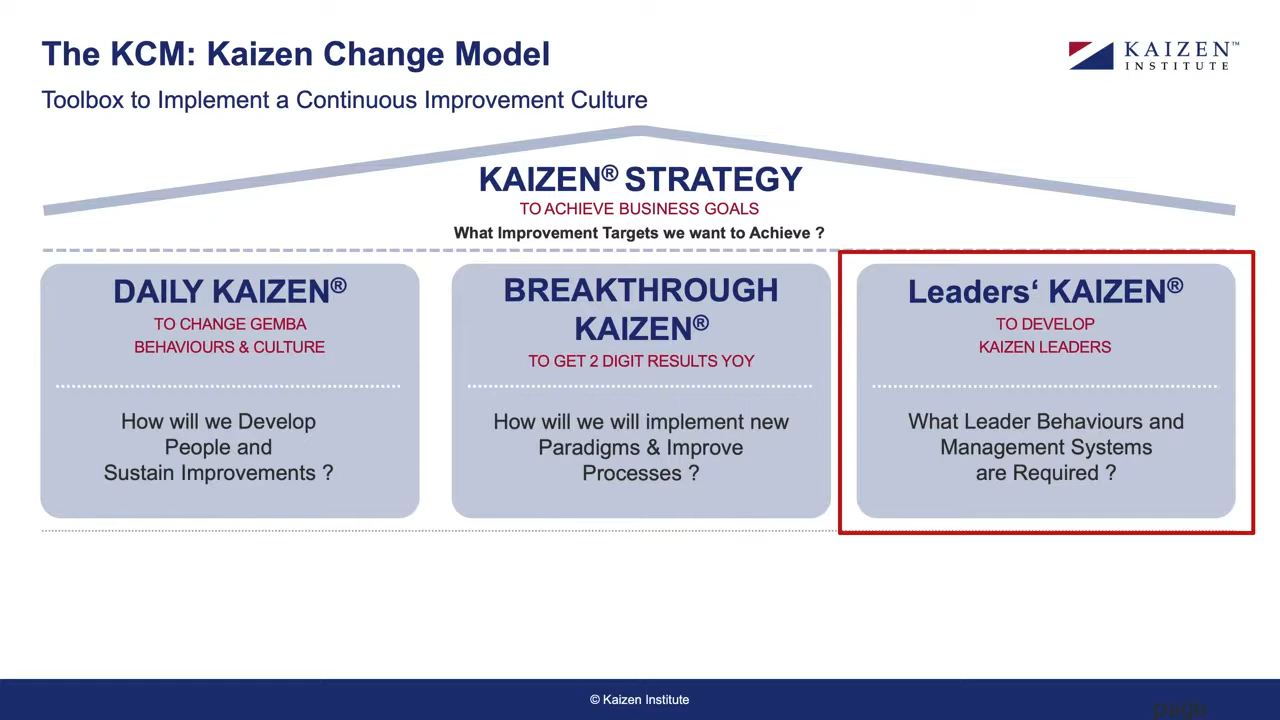 The KCM: Kaizen Change Model
KAIZEN™
INSTITUTE
Toolbox to Implement a Continuous Improvement Culture
KAIZEN® STRATEGY
TO ACHIEVE BUSINESS GOALS
What Improvement Targets we want to Achieve ?
DAILY KAIZEN®
TO CHANGE GEMBA
BEHAVIOURS & CULTURE
How will we Develop
People and
Sustain Improvements ?
BREAKTHROUGH
KAIZEN®
TO GET 2 DIGIT RESULTS YOY
How will we will implement new
Paradigms & Improve
Processes ?
Leaders‘ KAIZEN®
TO DEVELOP
KAIZEN LEADERS
What Leader Behaviours and
Management Systems
are Required ?
© Kaizen Institute
page